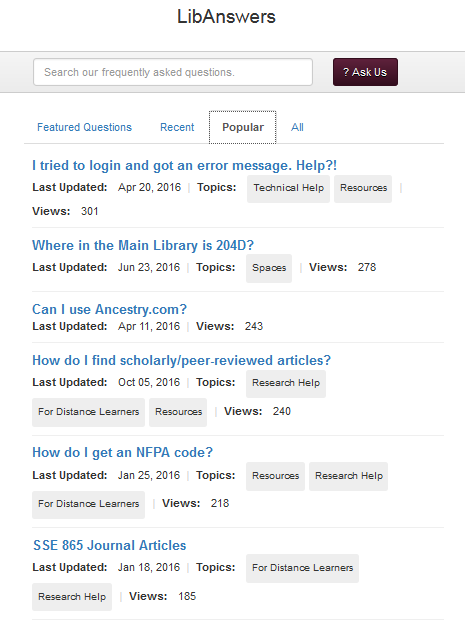 LibAnswers
Search our frequently asked questions.
? Ask Us
Featured Questions Recent Popular All
I tried to login and got an error message. Help?!
Last Updated: Apr 20, 2016 | Topics: Technical Help Resources |
Views: 301
Where in the Main Library is 204D?
Last Updated: Jun 23, 2016 | Topics: Spaces | Views: 278
Can I use Ancestry.com?
Last Updated: Apr 11, 2016 | Views: 243
How do I find scholarly/peer-reviewed articles?
Last Updated: Oct 05, 2016 | Topics: Research Help
For Distance Learners Resources | Views: 240
How do I get an NFPA code?
Last Updated: Jan 25, 2016 | Topics: Resources Research Help
For Distance Learners | Views: 218
SSE 865 Journal Articles
Last Updated: Jan 18, 2016 | Topics: For Distance Learners
Research Help | Views: 185